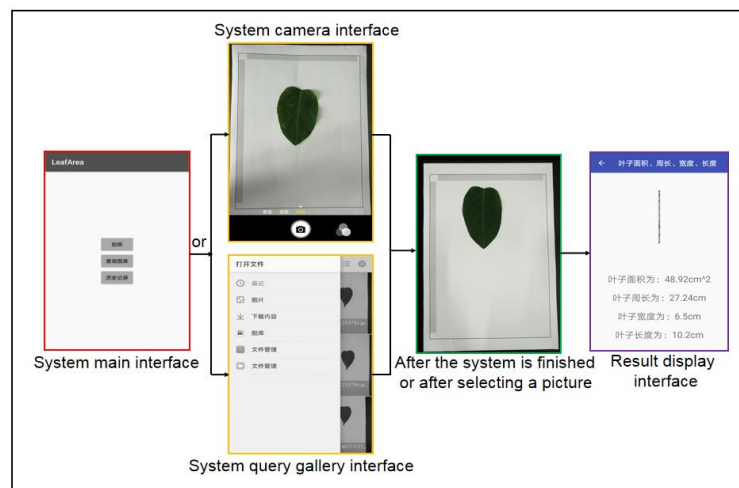 System camera interface
LeafArea
拍照
查询图库
历史记录
or
System main interface
打开文件
最近
图片
下载内容
图库
文件管理
文件管理
System query gallery interface
After the system is finished
or after selecting a picture
叶子面积、周长、宽度、长度
叶子面积为：48.92cm^2
叶子周长为：27.24cm
叶子宽度为：6.5cm
叶子长度为：10.2cm
Result display
interface